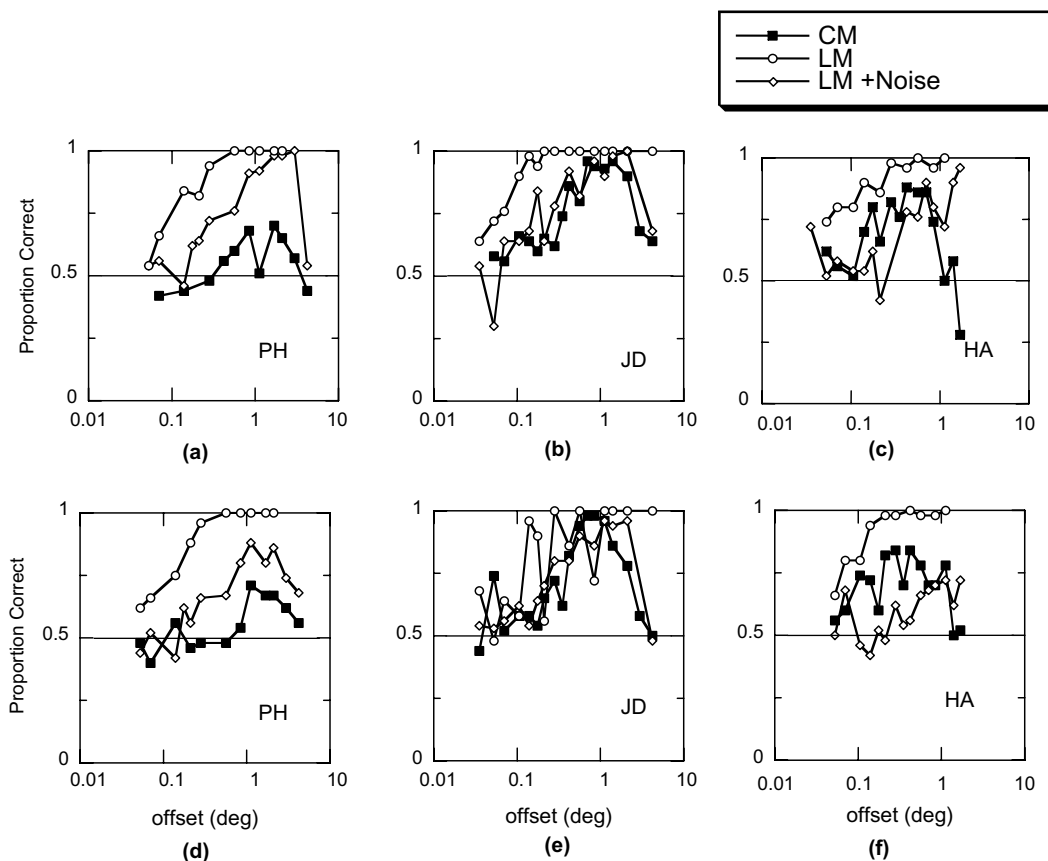 CM
LM
LM +Noise
1
0.5
0
Proportion Correct
PH
0.01 0.1 1 10
(a)
1
0.5
0
JD
0.01 0.1 1 10
(b)
1
0.5
0
HA
0.01 0.1 1 10
(c)
1
0.5
0
Proportion Correct
PH
0.01 0.1 1 10
offset (deg)
(d)
1
0.5
0
JD
0.01 0.1 1 10
offset (deg)
(e)
1
0.5
0
HA
0.01 0.1 1 10
offset (deg)
(f)